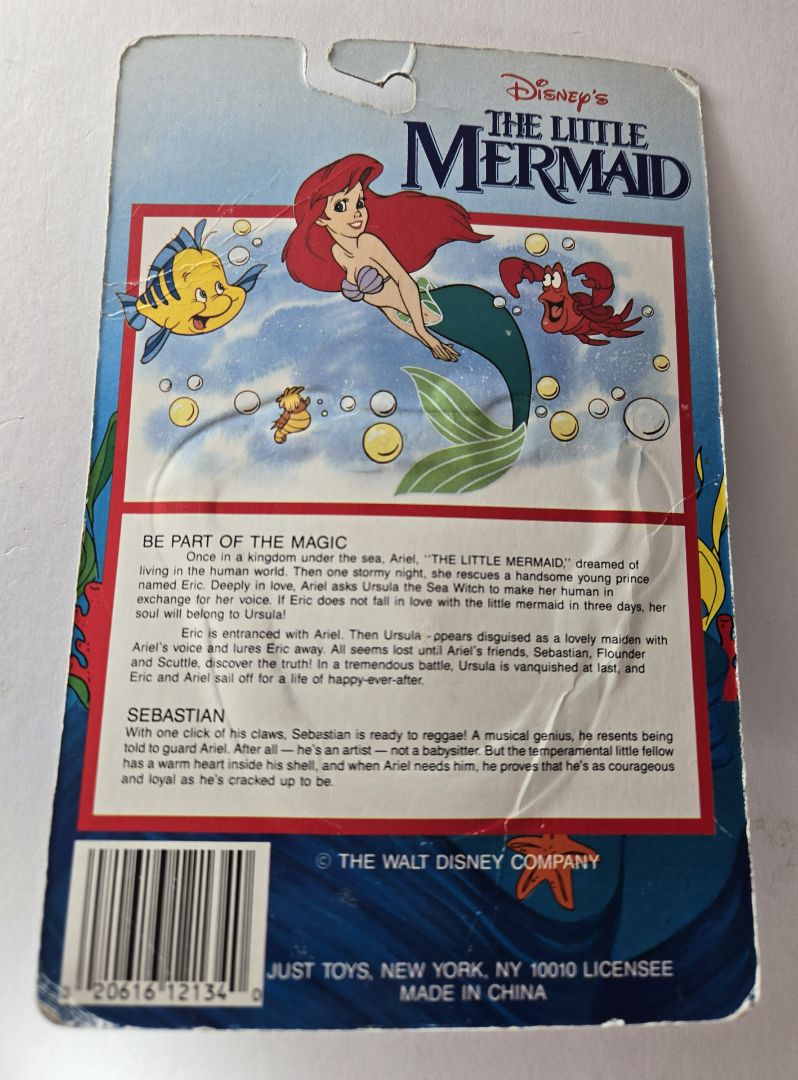 Disney's
THE LITTLE
MERMAID
BE PART OF THE MAGIC
Once in a kingdom under the sea, Ariel, "THE LITTLE MERMAID," dreamed of
living in the human world. Then one stormy night, she rescues a handsome young prince
named Eric. Deeply in love, Ariel asks Ursula the Sea Witch to make her human in
exchange for her voice. If Eric does not fall in love with the little mermaid in three days, her
soul will belong to Ursula!
Eric is entranced with Ariel. Then Ursula -ppears disguised as a lovely maiden with
Ariel's voice and lures Eric away. All seems lost until Ariel's friends, Sebastian, Flounder
and Scuttle, discover the truth! In a tremendous battle, Ursula is vanquished at last, and
Eric and Ariel sail off for a life of happy-ever-after.
SEBASTIAN
With one click of his claws, Sebastian is ready to reggae! A musical genius, he resents being
told to guard Ariel. After all — he's an artist — not a babysitter. But the temperamental little fellow
has a warm heart inside his shell, and when Ariel needs him, he proves that he's as courageous
and loyal as he's cracked up to be.
© THE WALT DISNEY COMPANY
JUST TOYS, NEW YORK, NY 10010 LICENSEE
MADE IN CHINA
20616 12134 0